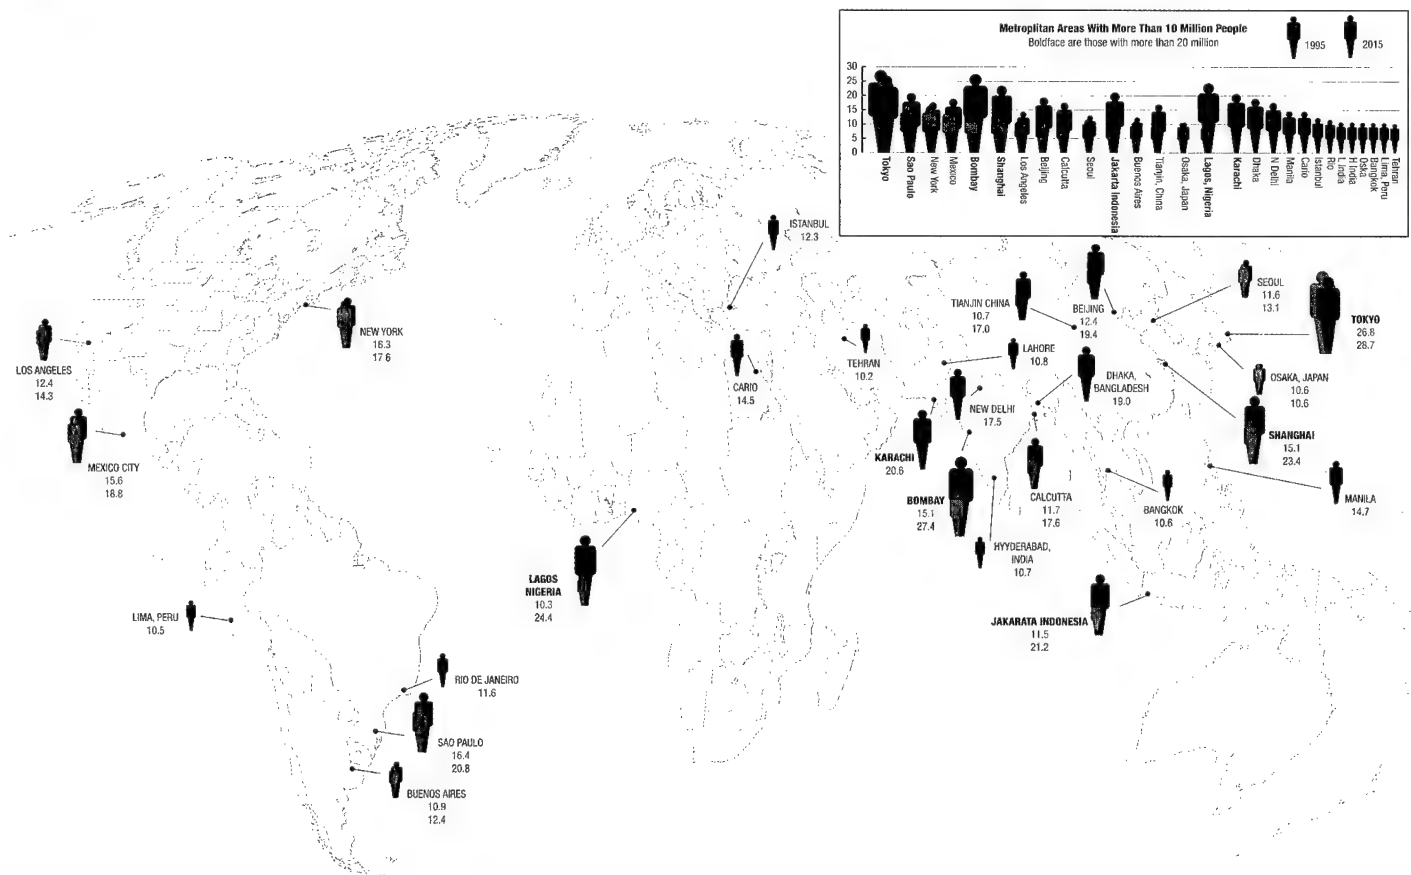 Metroplitan Areas With More Than 10 Million People
Boldface are those with more than 20 million
1995
2015
30
25
20
15
10
5
0
Tokyo
Sao Paulo
New York
Mexico
Bombay
Shanghai
Los Angeles
Beijing
Calcutta
Seoul
Jakarta Indonesia
Buenos Aires
Tianjin, China
Osaka, Japan
Lagos, Nigeria
Karachi
Dhaka
N Delhi
Manila
Cario
Istanbul
Rio
L India
H India
Oska
Bangkok
Lima, Peru
Tehran
ISTANBUL
12.3
TIANJIN CHINA
10.7
17.0
BEIJING
12.4
19.4
SEOUL
11.6
13.1
TOKYO
26.8
28.7
NEW YORK
16.3
17.6
LOS ANGELES
12.4
14.3
CARIO
14.5
TEHRAN
10.2
LAHORE
10.8
DHAKA,
BANGLADESH
19.0
OSAKA, JAPAN
10.6
10.6
NEW DELHI
17.5
MEXICO CITY
15.6
18.8
KARACHI
20.6
SHANGHAI
15.1
23.4
BOMBAY
15.1
27.4
CALCUTTA
11.7
17.6
BANGKOK
10.6
MANILA
14.7
HYYDERABAD,
INDIA
10.7
LAGOS
NIGERIA
10.3
24.4
LIMA, PERU
10.5
JAKARATA INDONESIA
11.5
21.2
RIO DE JANEIRO
11.6
SAO PAULO
16.4
20.8
BUENOS AIRES
10.9
12.4